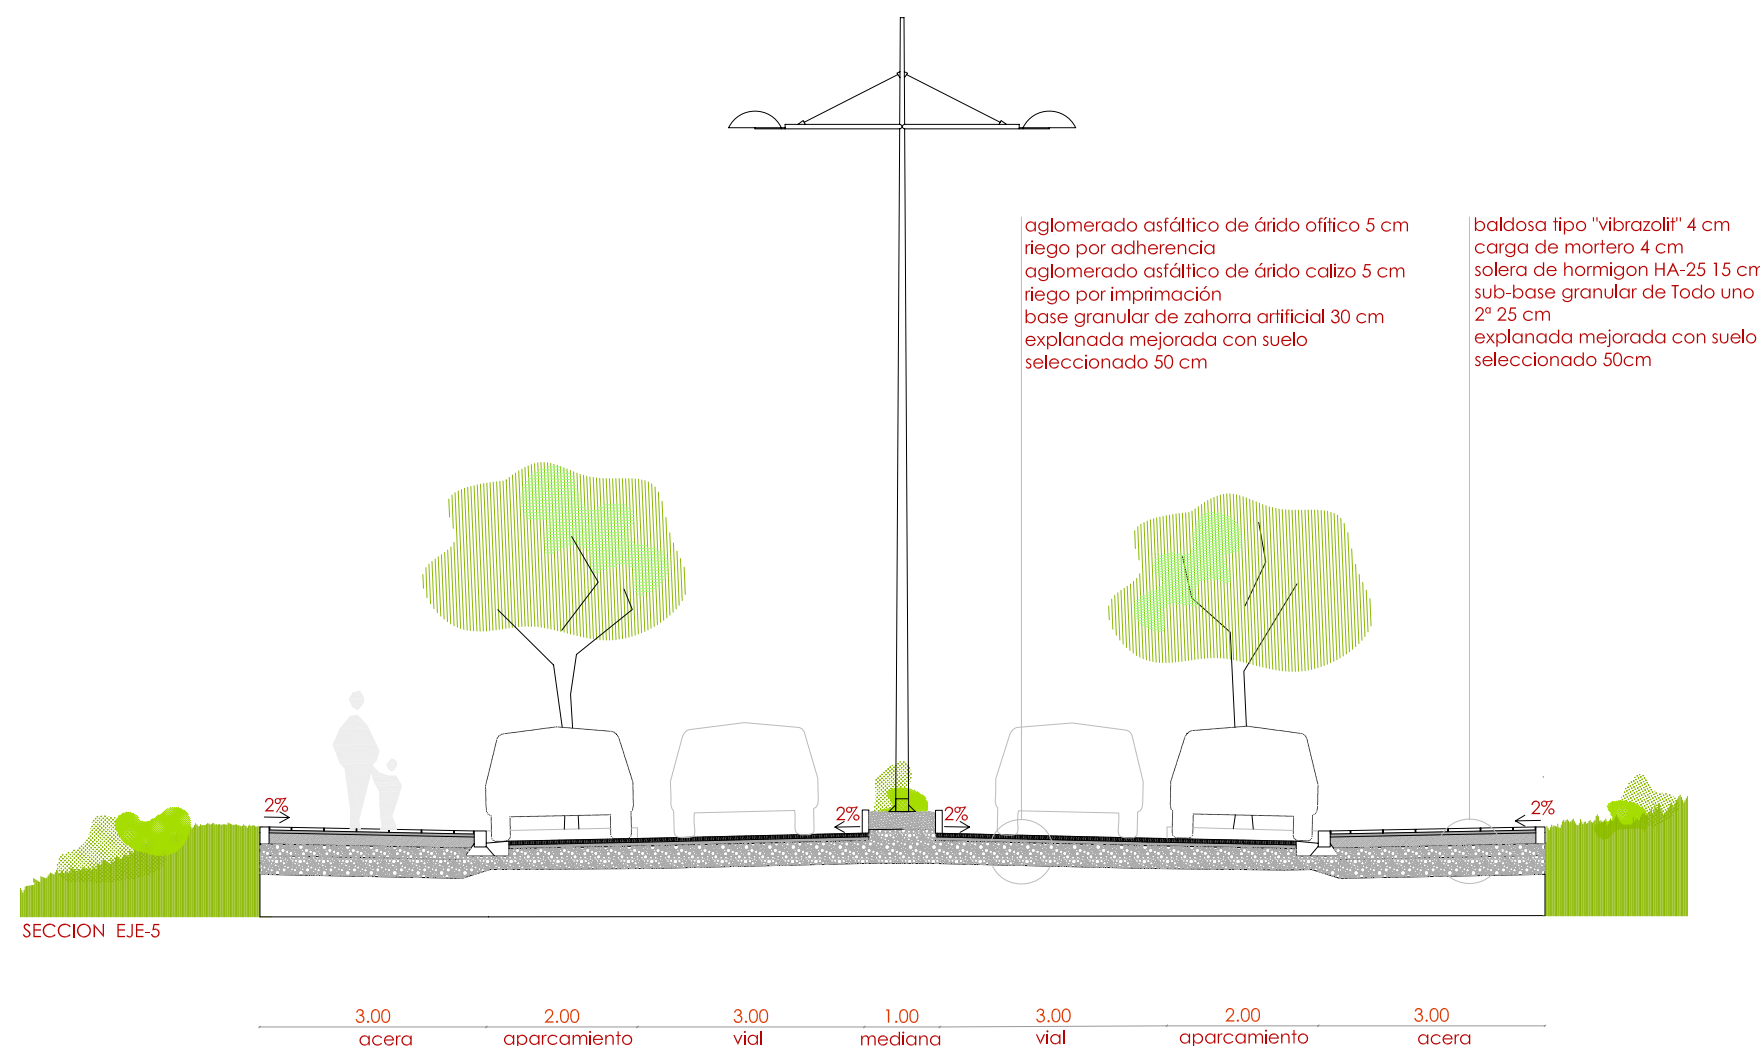 aglomerado asfáltico de árido ofítico 5 cm
riego por adherencia
aglomerado asfáltico de árido calizo 5 cm
riego por imprimación
base granular de zahorra artificial 30 cm
explanada mejorada con suelo
seleccionado 50 cm
baldosa tipo "vibrazolit" 4 cm
carga de mortero 4 cm
solera de hormigon HA-25 15 cm
sub-base granular de Todo uno
2ª 25 cm
explanada mejorada con suelo
seleccionado 50cm
2%
2%
2%
2%
SECCION EJE-5
3.00
acera
2.00
aparcamiento
3.00
vial
1.00
mediana
3.00
vial
2.00
aparcamiento
3.00
acera